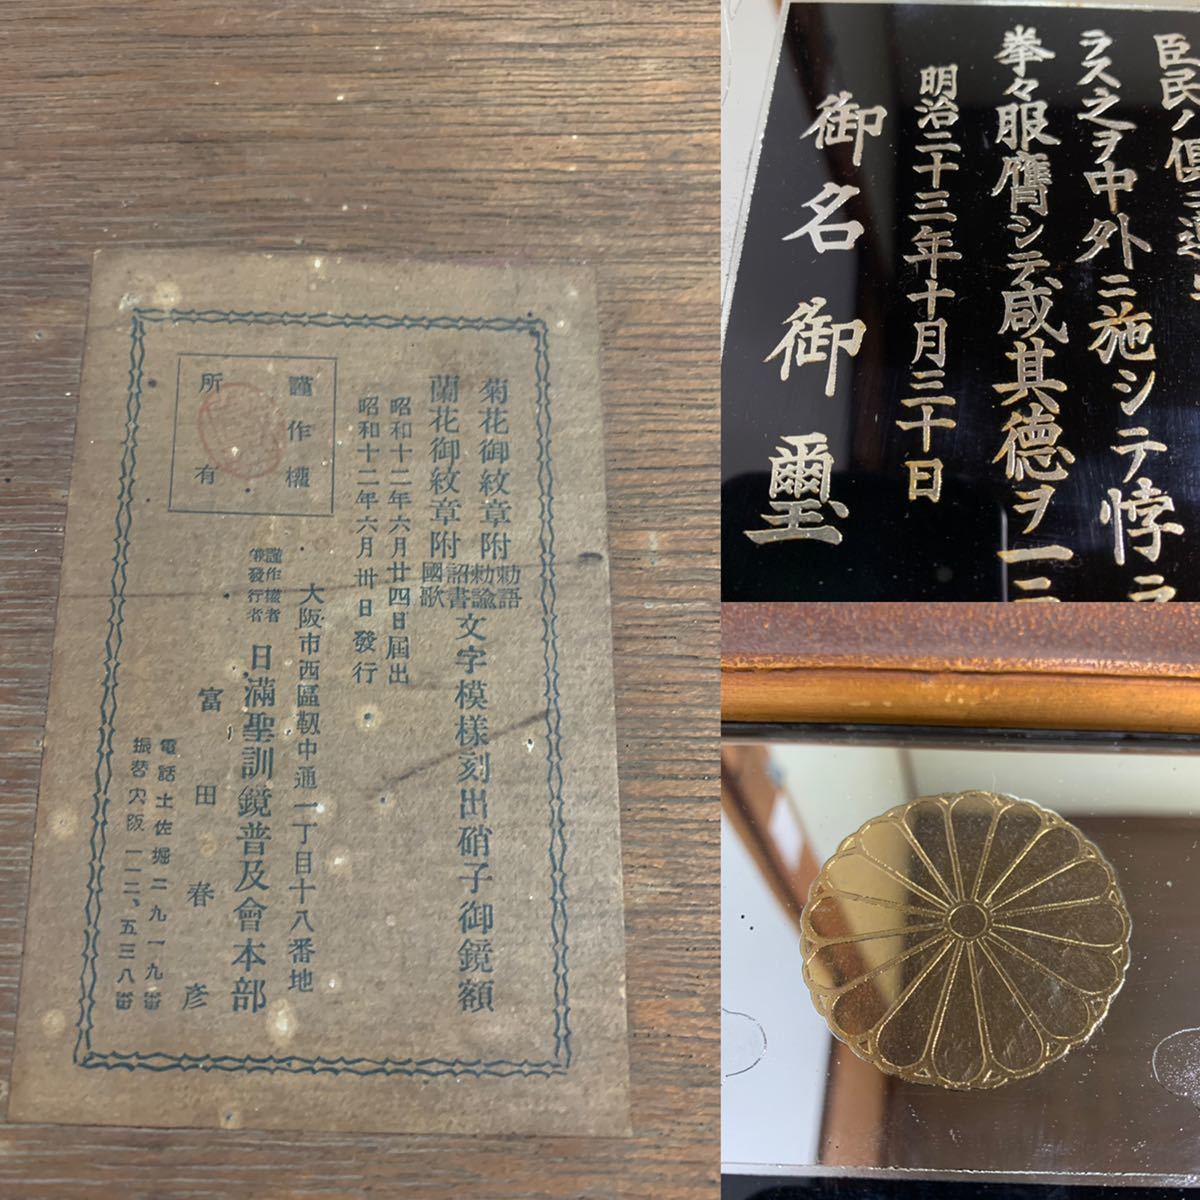 菊花御紋章附
蘭花御紋章附
勅語
勅諭
詔書
國歌
文字模様刻出硝子御鏡額
昭和十二年六月廿四日屆出
昭和十二年六月卅日發行
謹作權
所有
大阪市西區靱中通一丁目十八番地
謹作權者
兼發行者
日滿聖訓鏡普及會本部
富田春彦
電話土佐堀二九一九番
振替大阪一一二、五三八番
臣民ノ俱ニ遵
ラス之ヲ中外ニ施シテ悖ラ
拳々服膺シテ咸其德ヲ一ニ
明治二十三年十月三十日
御名御璽